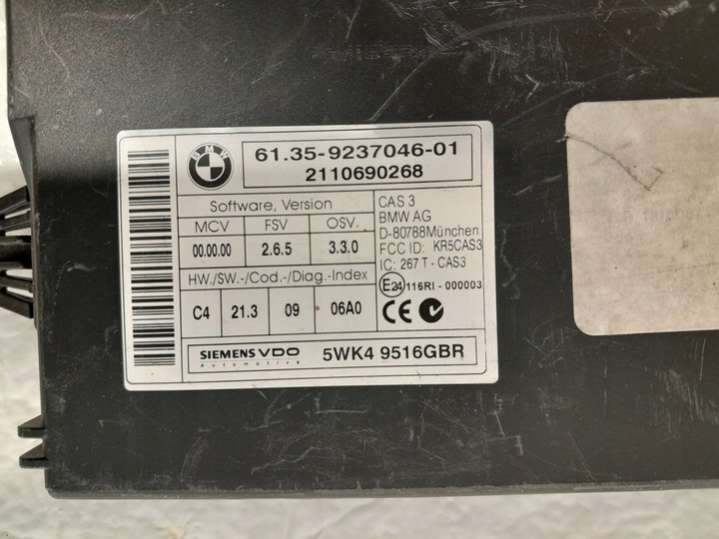 BMW
61.35-9237046-01
2110690268
Software, Version
MCV FSV OSV.
00.00.00 2.6.5 3.3.0
HW./SW.-/Cod.-/Diag.-Index
C4 21.3 09 06A0
CAS 3
BMW AG
D-80788München
FCC ID: KR5CAS3
IC: 267 T - CAS3
E24 116RI - 000003
CE
SIEMENS VDO
Automotive
5WK4 9516GBR